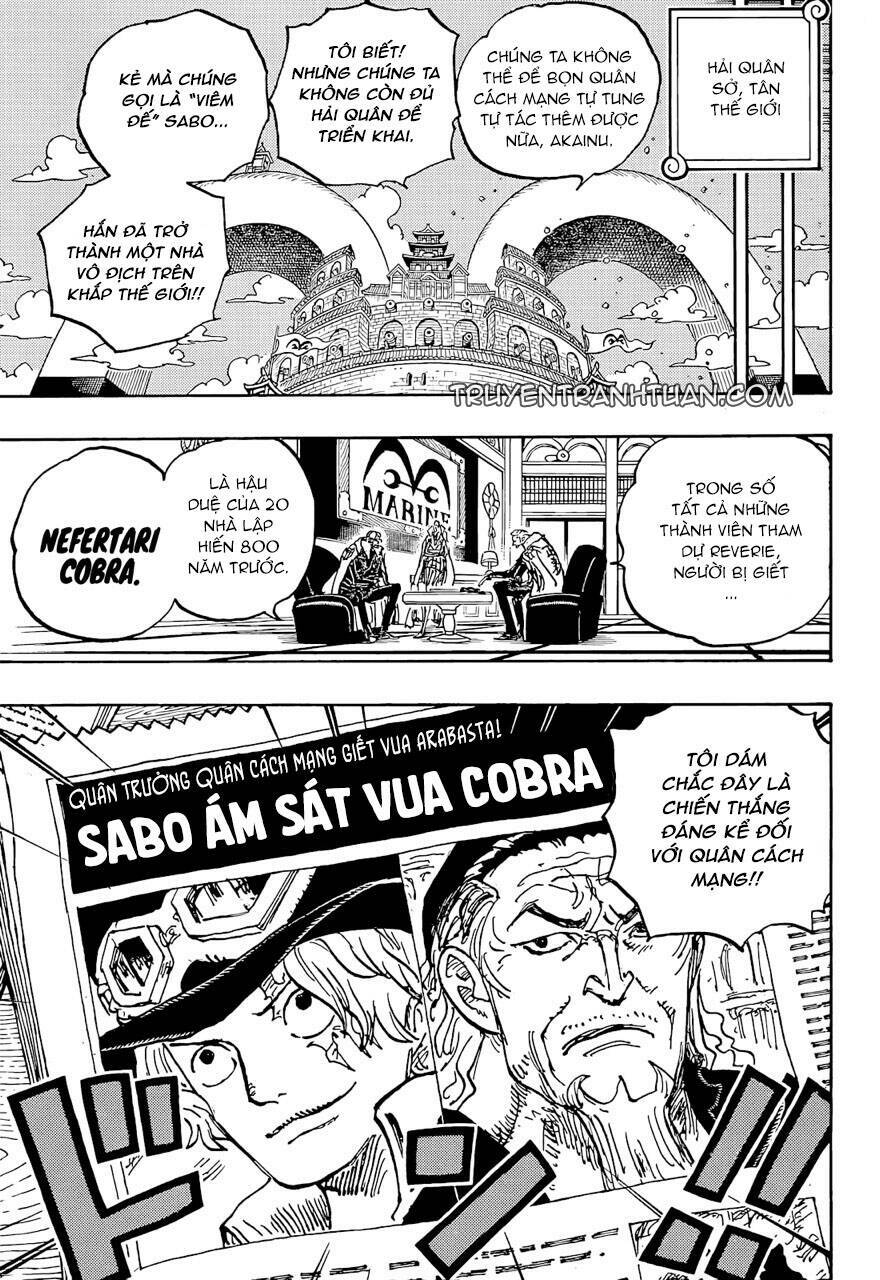 HẢI QUÂN
SỞ, TÂN
THẾ GIỚI
CHÚNG TA KHÔNG
THỂ ĐỂ BỌN QUÂN
CÁCH MẠNG TỰ TUNG
TỰ TÁC THÊM ĐƯỢC
NỮA, AKAINU.
TÔI BIẾT!
NHƯNG CHÚNG TA
KHÔNG CÒN ĐỦ
HẢI QUÂN ĐỂ
TRIỂN KHAI.
KẺ MÀ CHÚNG
GỌI LÀ “VIÊM
ĐẾ” SABO...
HẮN ĐÃ TRỞ
THÀNH MỘT NHÀ
VÔ ĐỊCH TRÊN
KHẮP THẾ GIỚI!!
TRUYENTRANHTUAN.COM
TRONG SỐ
TẤT CẢ NHỮNG
THÀNH VIÊN THAM
DỰ REVERIE,
NGƯỜI BỊ GIẾT
...
MARINE
LÀ HẬU
DUỆ CỦA 20
NHÀ LẬP
HIẾN 800
NĂM TRƯỚC.
NEFERTARI
COBRA.
TÔI DÁM
CHẮC ĐÂY LÀ
CHIẾN THẮNG
ĐÁNG KỂ ĐỐI
VỚI QUÂN CÁCH
MẠNG!!
QUÂN TRƯỜNG QUÂN CÁCH MẠNG GIẾT VUA ARABASTA!
SABO ÁM SÁT VUA COBRA
ドン!!